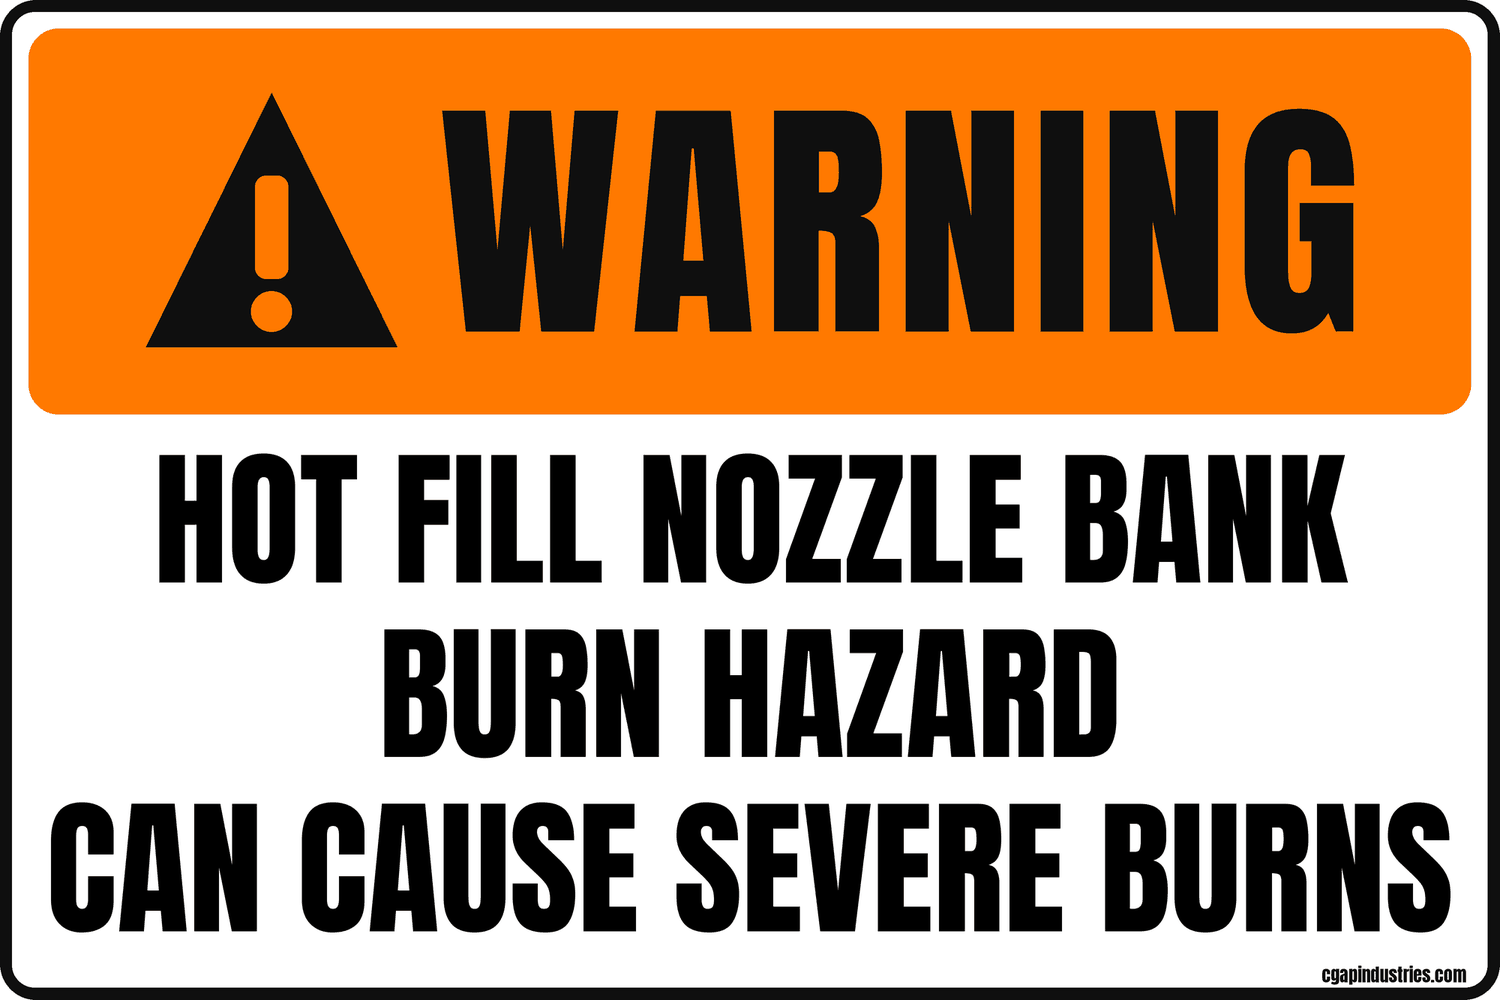 WARNING
HOT FILL NOZZLE BANK
BURN HAZARD
CAN CAUSE SEVERE BURNS
cgapindustries.com